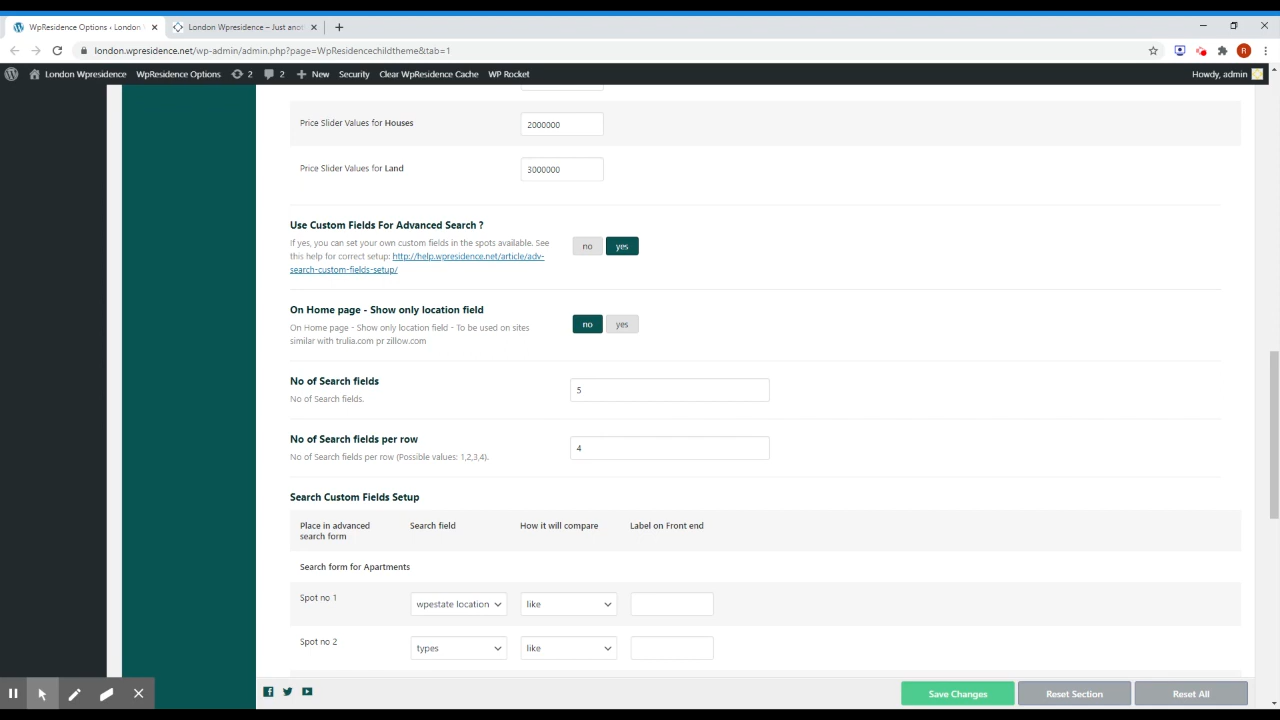 WpResidence Options ‹ London
London Wpresidence – Just anot
london.wpresidence.net/wp-admin/admin.php?page=WpResidencechildtheme&tab=1
R
London Wpresidence WpResidence Options 2 2 New Security Clear WpResidence Cache WP Rocket Howdy, admin
Price Slider Values for Houses 2000000
Price Slider Values for Land 3000000
Use Custom Fields For Advanced Search ?
If yes, you can set your own custom fields in the spots available. See
this help for correct setup: http://help.wpresidence.net/article/adv-
search-custom-fields-setup/
no yes
On Home page - Show only location field
On Home page - Show only location field - To be used on sites
similar with trulia.com pr zillow.com
no yes
No of Search fields
No of Search fields.
5
No of Search fields per row
No of Search fields per row (Possible values: 1,2,3,4).
4
Search Custom Fields Setup
Place in advanced
search form
Search field How it will compare Label on Front end
Search form for Apartments
Spot no 1 wpestate location like
Spot no 2 types like
Save Changes Reset Section Reset All